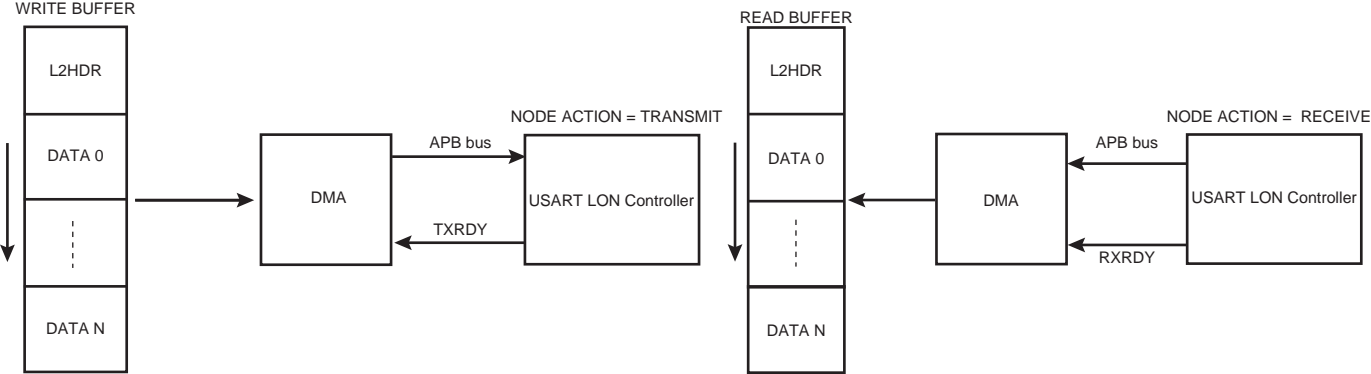 WRITE BUFFER
L2HDR
DATA 0
DATA N
DMA
APB bus
TXRDY
NODE ACTION = TRANSMIT
USART LON Controller
READ BUFFER
L2HDR
DATA 0
DATA N
DMA
APB bus
RXRDY
NODE ACTION = RECEIVE
USART LON Controller